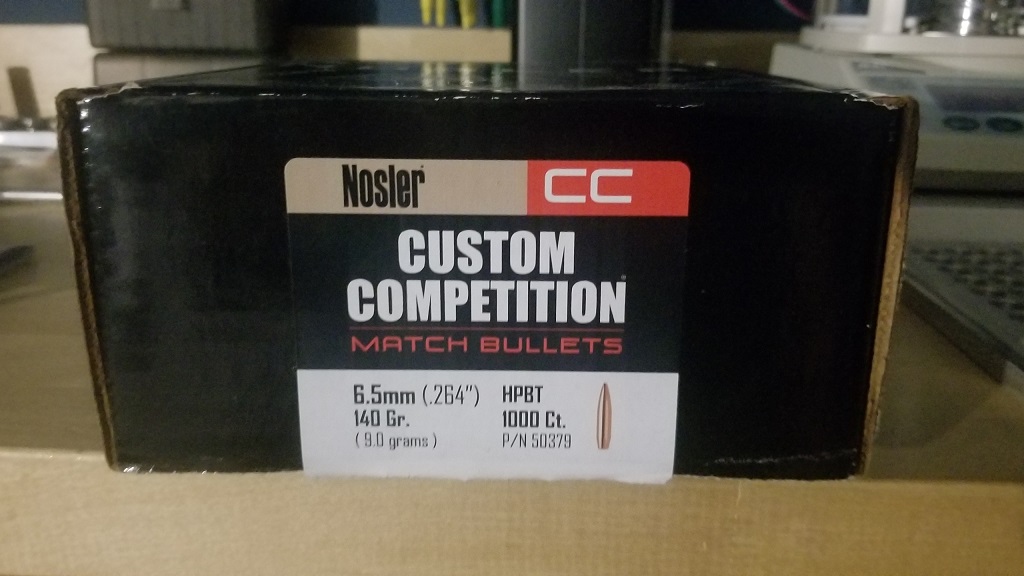 Nosler CC
CUSTOM
COMPETITION
MATCH BULLETS
6.5mm (.264") HPBT
140 Gr. 1000 Ct.
(9.0 grams) P/N 50379